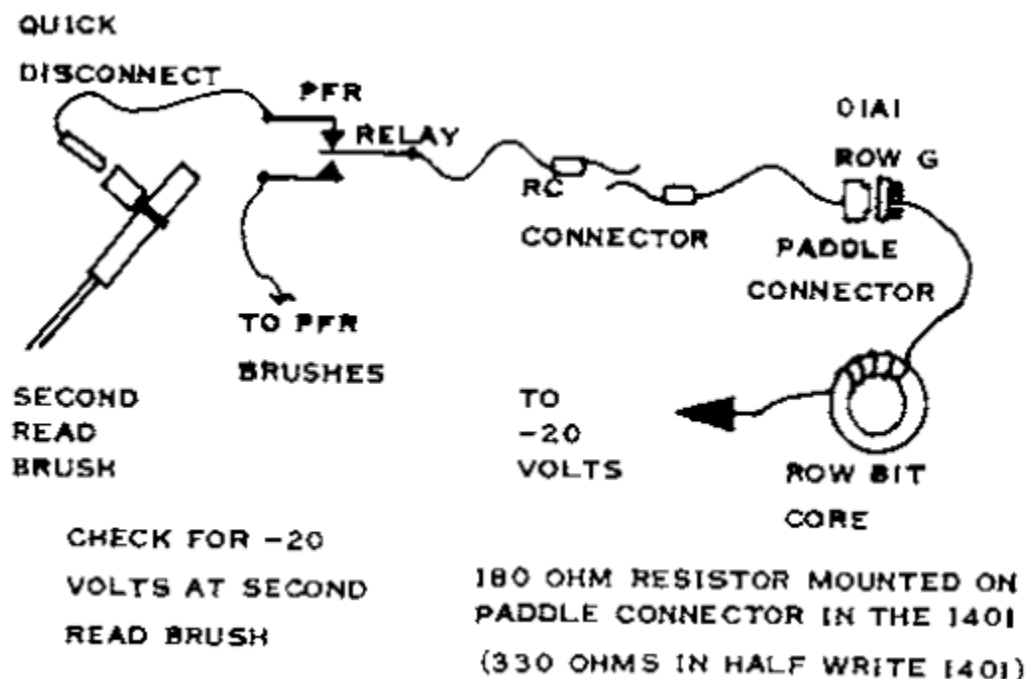 QUICK
DISCONNECT
PFR
RELAY
01A1
ROW G
RC
CONNECTOR
PADDLE
CONNECTOR
TO PFR
BRUSHES
SECOND
READ
BRUSH
TO
-20
VOLTS
ROW BIT
CORE
CHECK FOR -20
VOLTS AT SECOND
READ BRUSH
180 OHM RESISTOR MOUNTED ON
PADDLE CONNECTOR IN THE 1401
(330 OHMS IN HALF WRITE 1401)